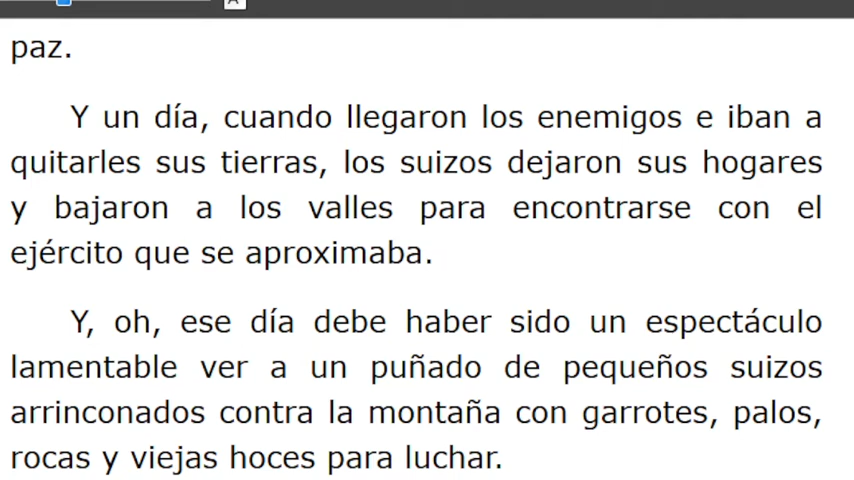 paz.
Y un día, cuando llegaron los enemigos e iban a
quitarles sus tierras, los suizos dejaron sus hogares
y bajaron a los valles para encontrarse con el
ejército que se aproximaba.
Y, oh, ese día debe haber sido un espectáculo
lamentable ver a un puñado de pequeños suizos
arrinconados contra la montaña con garrotes, palos,
rocas y viejas hoces para luchar.